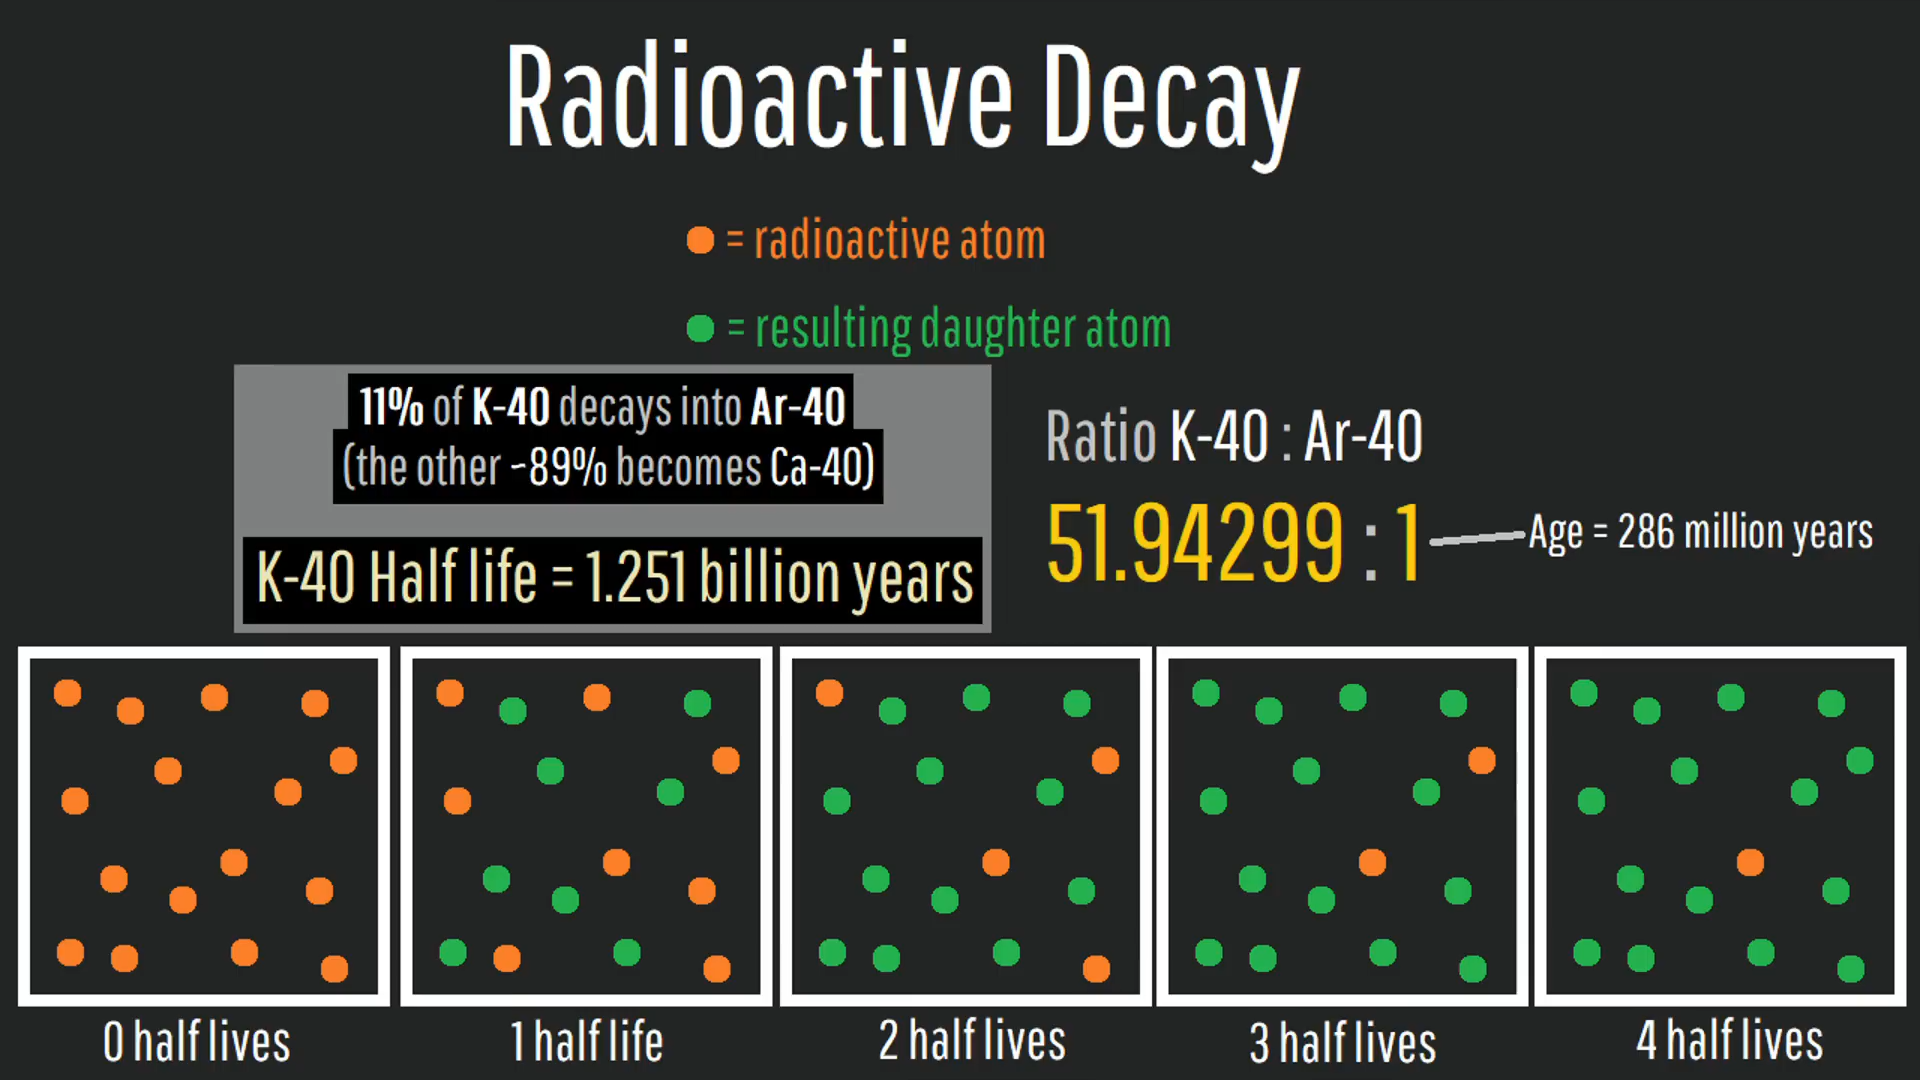 Radioactive Decay
= radioactive atom
= resulting daughter atom
11% of K-40 decays into Ar-40
(the other ~89% becomes Ca-40)
K-40 Half life = 1.251 billion years
Ratio K-40 : Ar-40
51.94299 : 1
Age = 286 million years
0 half lives
1 half life
2 half lives
3 half lives
4 half lives